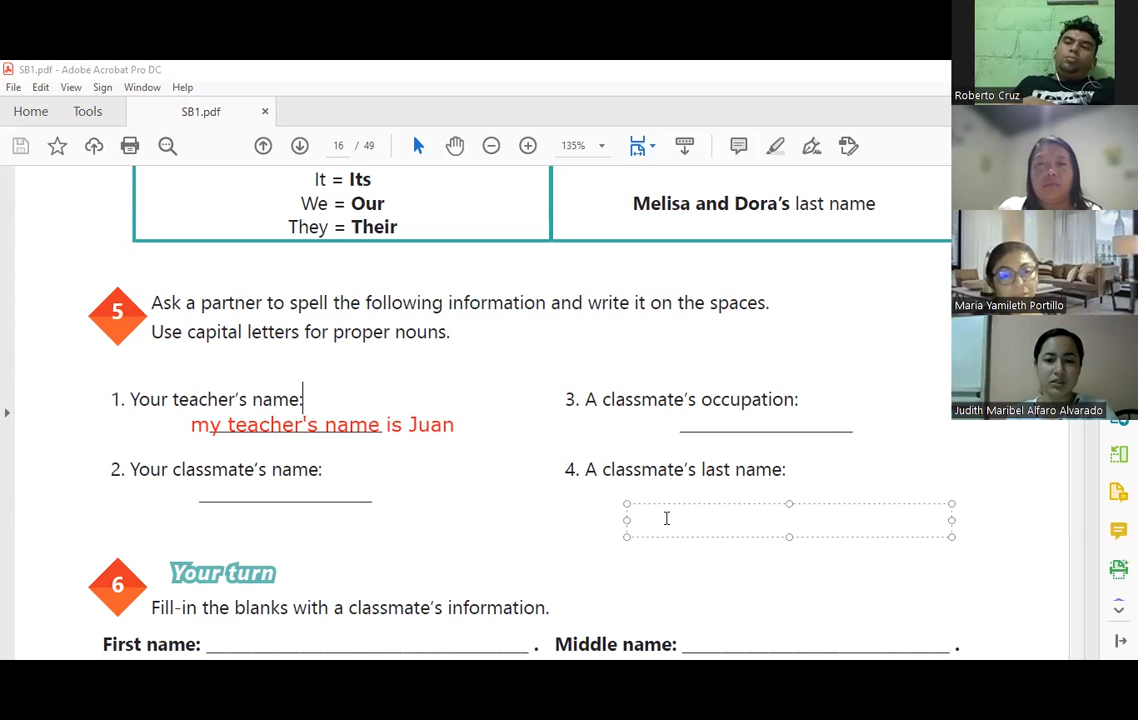 SB1.pdf - Adobe Acrobat Pro DC
File Edit View Sign Window Help
Home Tools SB1.pdf ×
16 / 49 135%
It = Its
We = Our
They = Their
Melisa and Dora's last name
5
Ask a partner to spell the following information and write it on the spaces.
Use capital letters for proper nouns.
1. Your teacher's name:
my teacher's name is Juan
2. Your classmate's name:
3. A classmate's occupation:
4. A classmate's last name:
6
Your turn
Fill-in the blanks with a classmate's information.
First name: ______ . Middle name: ______ .
Roberto Cruz
Maria Yamileth Portillo
Judith Maribel Alfaro Alvarado